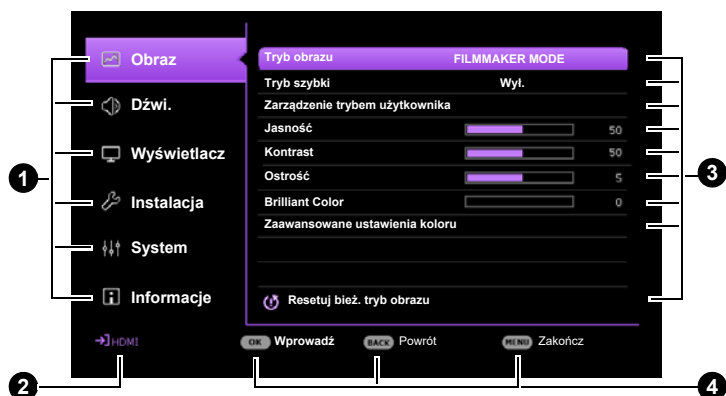 Obraz
Dźwi.
Wyświetlacz
Instalacja
System
Informacje
Tryb obrazu FILMMAKER MODE
Tryb szybki Wył.
Zarządzenie trybem użytkownika
Jasność 50
Kontrast 50
Ostrość 5
Brilliant Color 0
Zaawansowane ustawienia koloru
Resetuj bież. tryb obrazu
HDMI
OK Wprowadź BACK Powrót MENU Zakończ
1
3
2
4